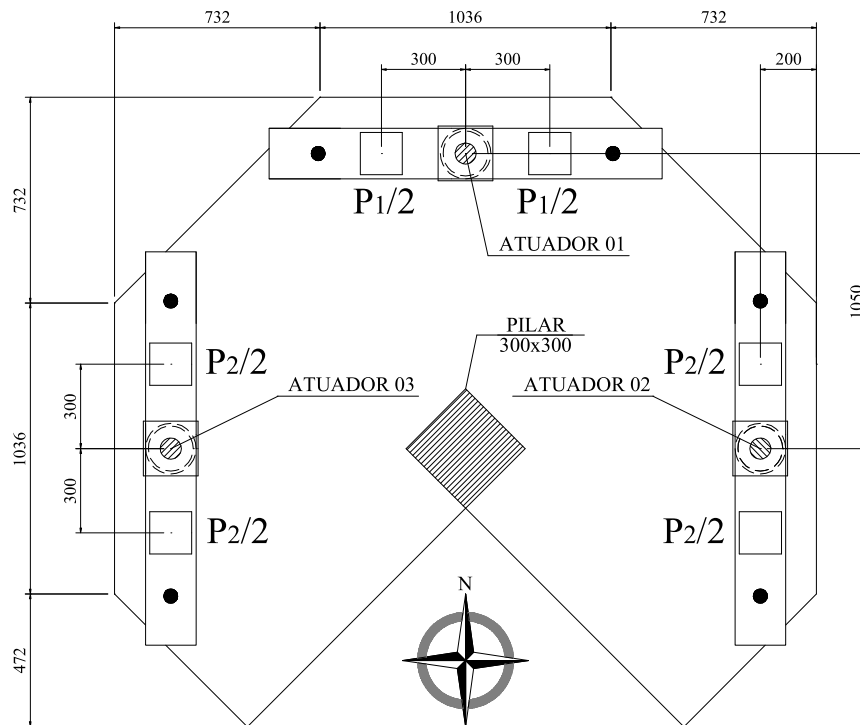 732 1036 732
300 300 200
P1/2 P1/2
ATUADOR 01
732
1050
PILAR
300x300
P2/2 P2/2
ATUADOR 03 ATUADOR 02
300
1036
300
P2/2 P2/2
N
472